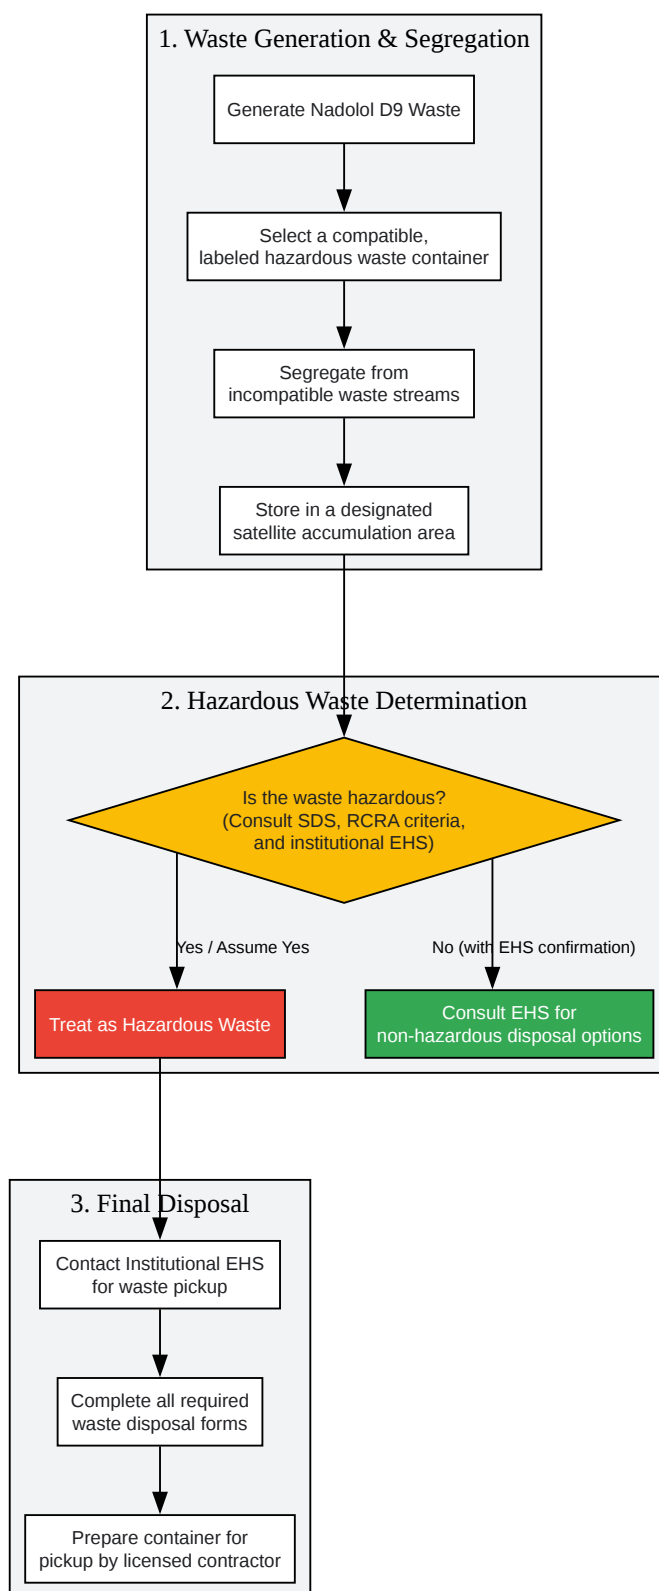 1. Waste Generation & Segregation
Generate Nadolol D9 Waste
Select a compatible,
labeled hazardous waste container
Segregate from
incompatible waste streams
Store in a designated
satellite accumulation area
2. Hazardous Waste Determination
Is the waste hazardous?
(Consult SDS, RCRA criteria,
and institutional EHS)
Yes / Assume Yes
No (with EHS confirmation)
Treat as Hazardous Waste
Consult EHS for
non-hazardous disposal options
3. Final Disposal
Contact Institutional EHS
for waste pickup
Complete all required
waste disposal forms
Prepare container for
pickup by licensed contractor